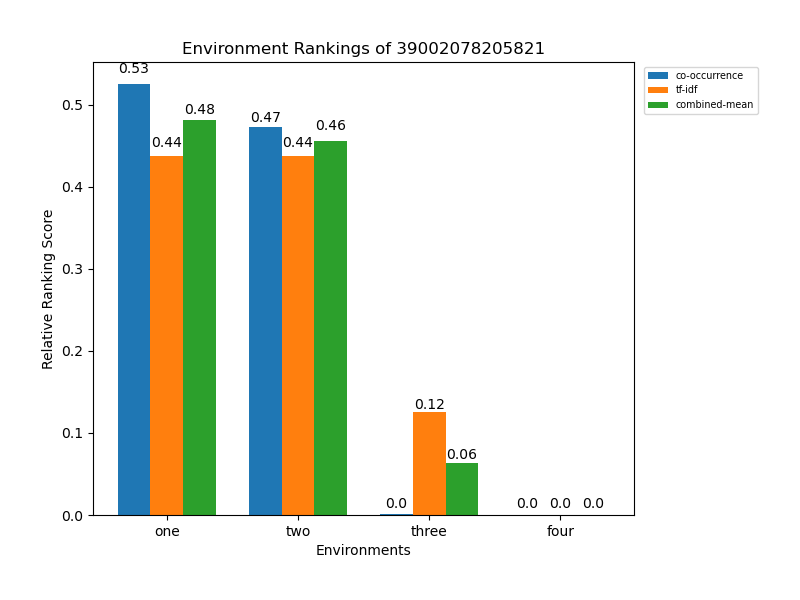 Environment Rankings of 39002078205821
co-occurrence
tf-idf
combined-mean
Relative Ranking Score
0.5
0.4
0.3
0.2
0.1
0.0
0.53
0.44
0.48
0.47
0.44
0.46
0.0
0.12
0.06
0.0
0.0
0.0
one
two
three
four
Environments